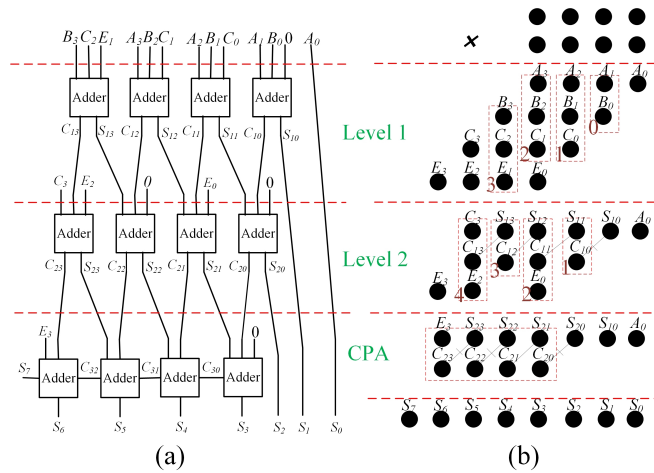 B3 C2 E1 A3 B2 C1 A2 B1 C0 A1 B0 0 A0
Adder Adder Adder Adder
C13 S13 C12 S12 C11 S11 C10 S10
C3 E2 0 E0 0
Adder Adder Adder Adder
C23 S23 C22 S22 C21 S21 C20 S20
E3 0
Adder Adder Adder Adder
S7 C32 C31 C30
S6 S5 S4 S3 S2 S1 S0
(a)
×
Level 1
A3 A2 A1 A0
B3 B2 B1 B0
0
C3 C2 C1 C0
2 1
E3 E2 E1 E0
3
Level 2
C3 S13 S12 S11 S10 A0
C13 C12 C11 C10
3 1
E3 E2 E0
4 2
CPA
E3 S23 S22 S21 S20 S10 A0
C23 C22 C21 C20
S7 S6 S5 S4 S3 S2 S1 S0
(b)